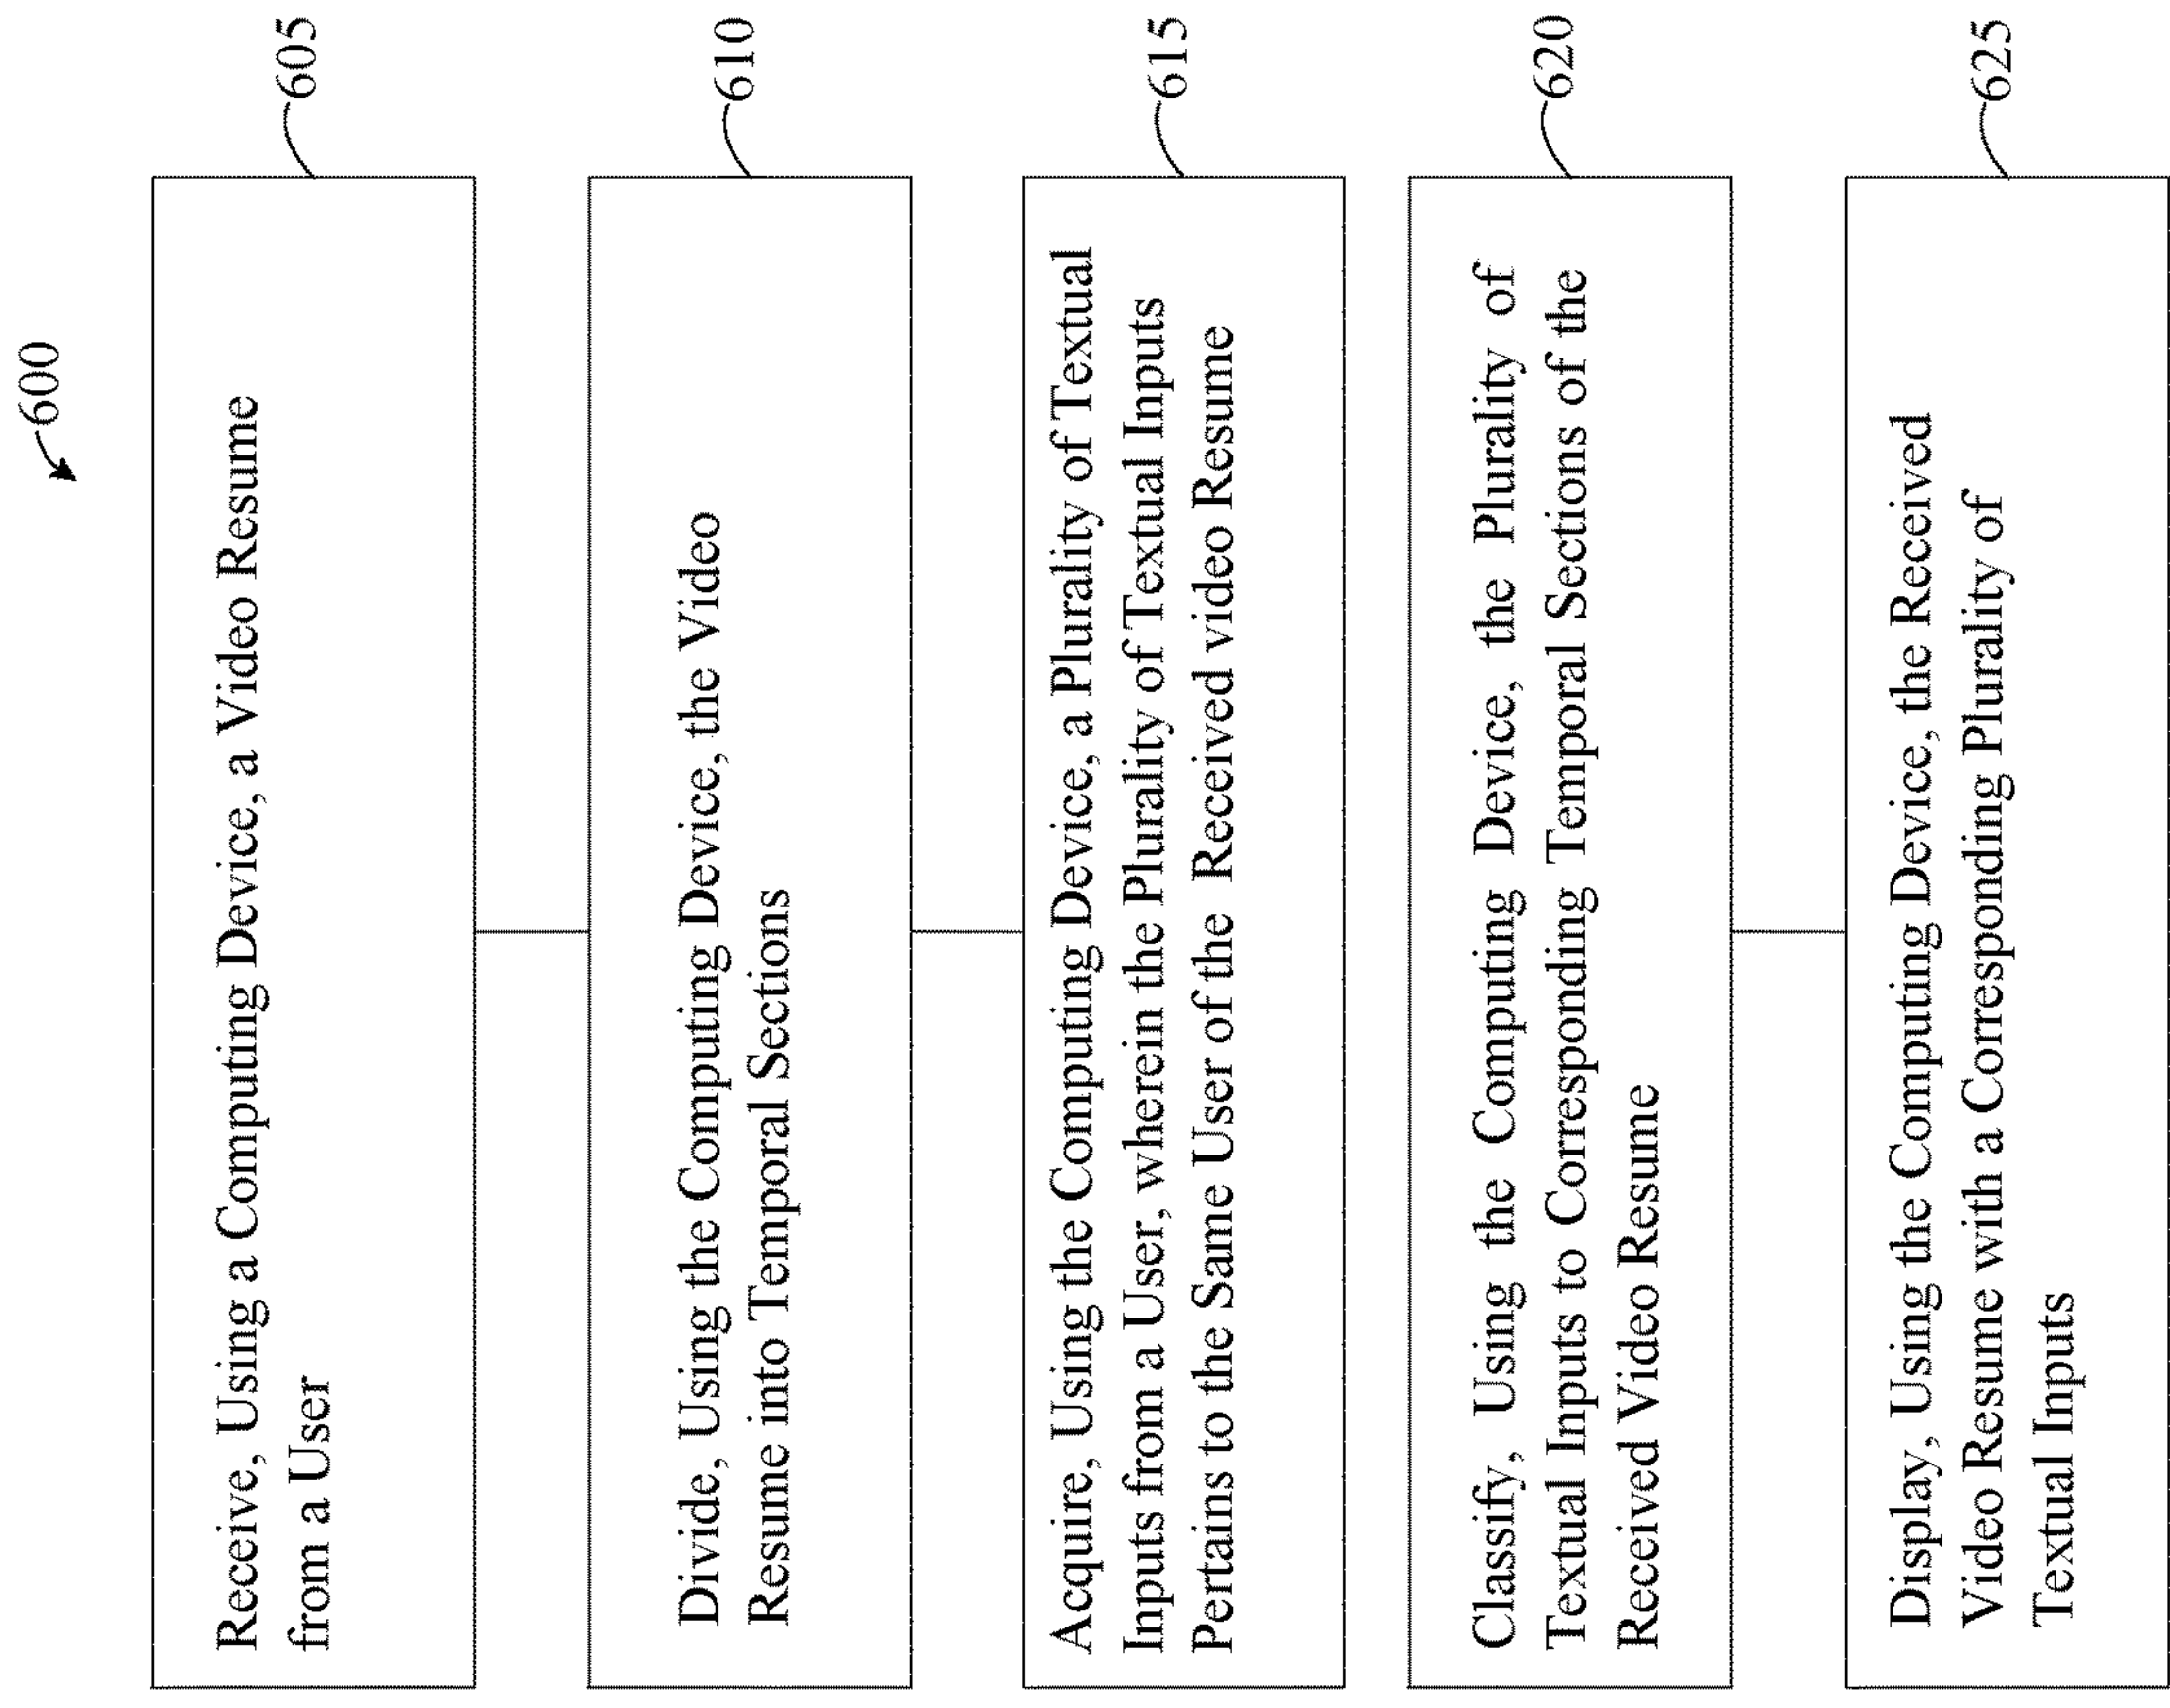 600
605
Receive, Using a Computing Device, a Video Resume
from a User
610
Divide, Using the Computing Device, the Video
Resume into Temporal Sections
615
Acquire, Using the Computing Device, a Plurality of Textual
Inputs from a User, wherein the Plurality of Textual Inputs
Pertains to the Same User of the Received video Resume
620
Classify, Using the Computing Device, the Plurality of
Textual Inputs to Corresponding Temporal Sections of the
Received Video Resume
625
Display, Using the Computing Device, the Received
Video Resume with a Corresponding Plurality of
Textual Inputs